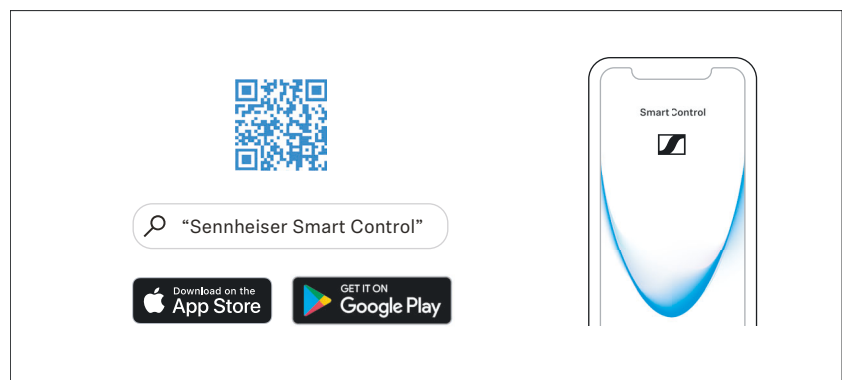 “Sennheiser Smart Control”
Download on the
App Store
GET IT ON
Google Play
Smart Control